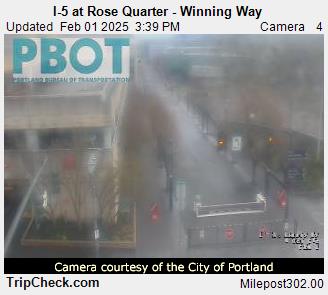 I-5 at Rose Quarter - Winning Way
Updated Feb 01 2025 3:39 PM Camera 4
PBOT
PORTLAND BUREAU OF TRANSPORTATION
Camera courtesy of the City of Portland
TripCheck.com Milepost302.00